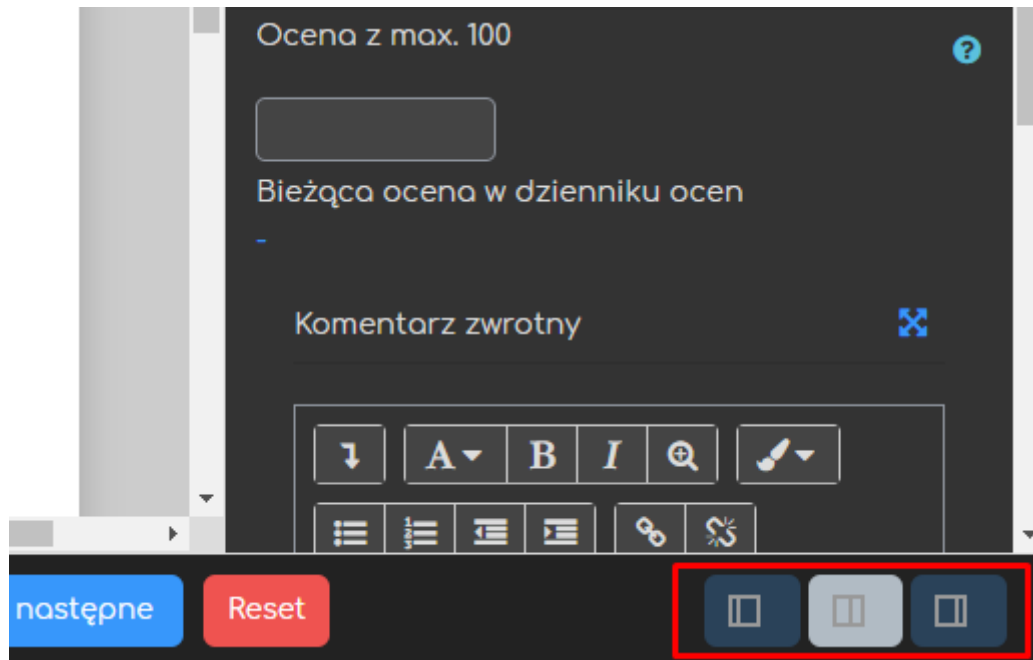 Ocena z max. 100
Bieżąca ocena w dzienniku ocen
-
Komentarz zwrotny
A B I
następne Reset